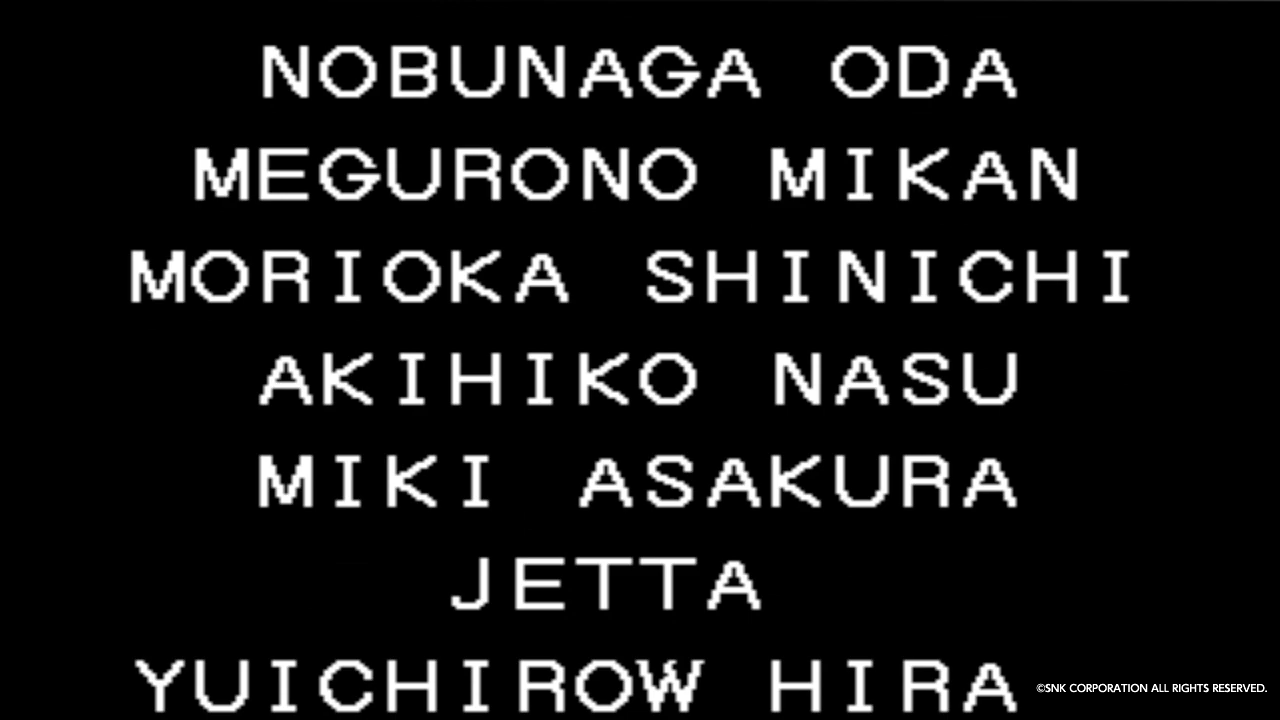 NOBUNAGA ODA
MEGURONO MIKAN
MORIOKA SHINICHI
AKIHIKO NASU
MIKI ASAKURA
JETTA
YUICHIROW HIRA
©SNK CORPORATION ALL RIGHTS RESERVED.